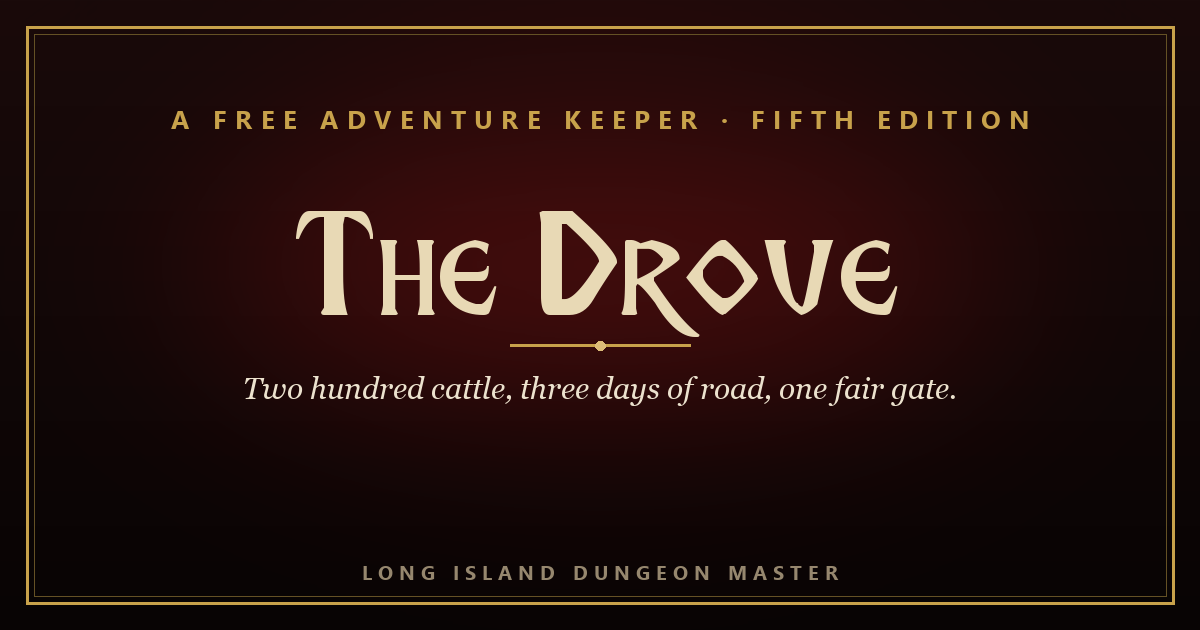 A FREE ADVENTURE KEEPER · FIFTH EDITION
THE DROVE
Two hundred cattle, three days of road, one fair gate.
LONG ISLAND DUNGEON MASTER